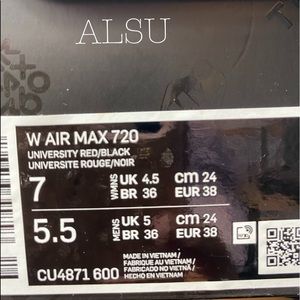 ALSU
W AIR MAX 720
UNIVERSITY RED/BLACK
UNIVERSITE ROUGE/NOIR
7 WMNS UK 4.5 cm 24
BR 36 EUR 38
5.5 MENS UK 5 cm 24
BR 36 EUR 38
CU4871 600
MADE IN VIETNAM /
FABRIQUE AU VIETNAM /
FABRICADO NO VIETNÃ /
HECHO EN VIETNAM